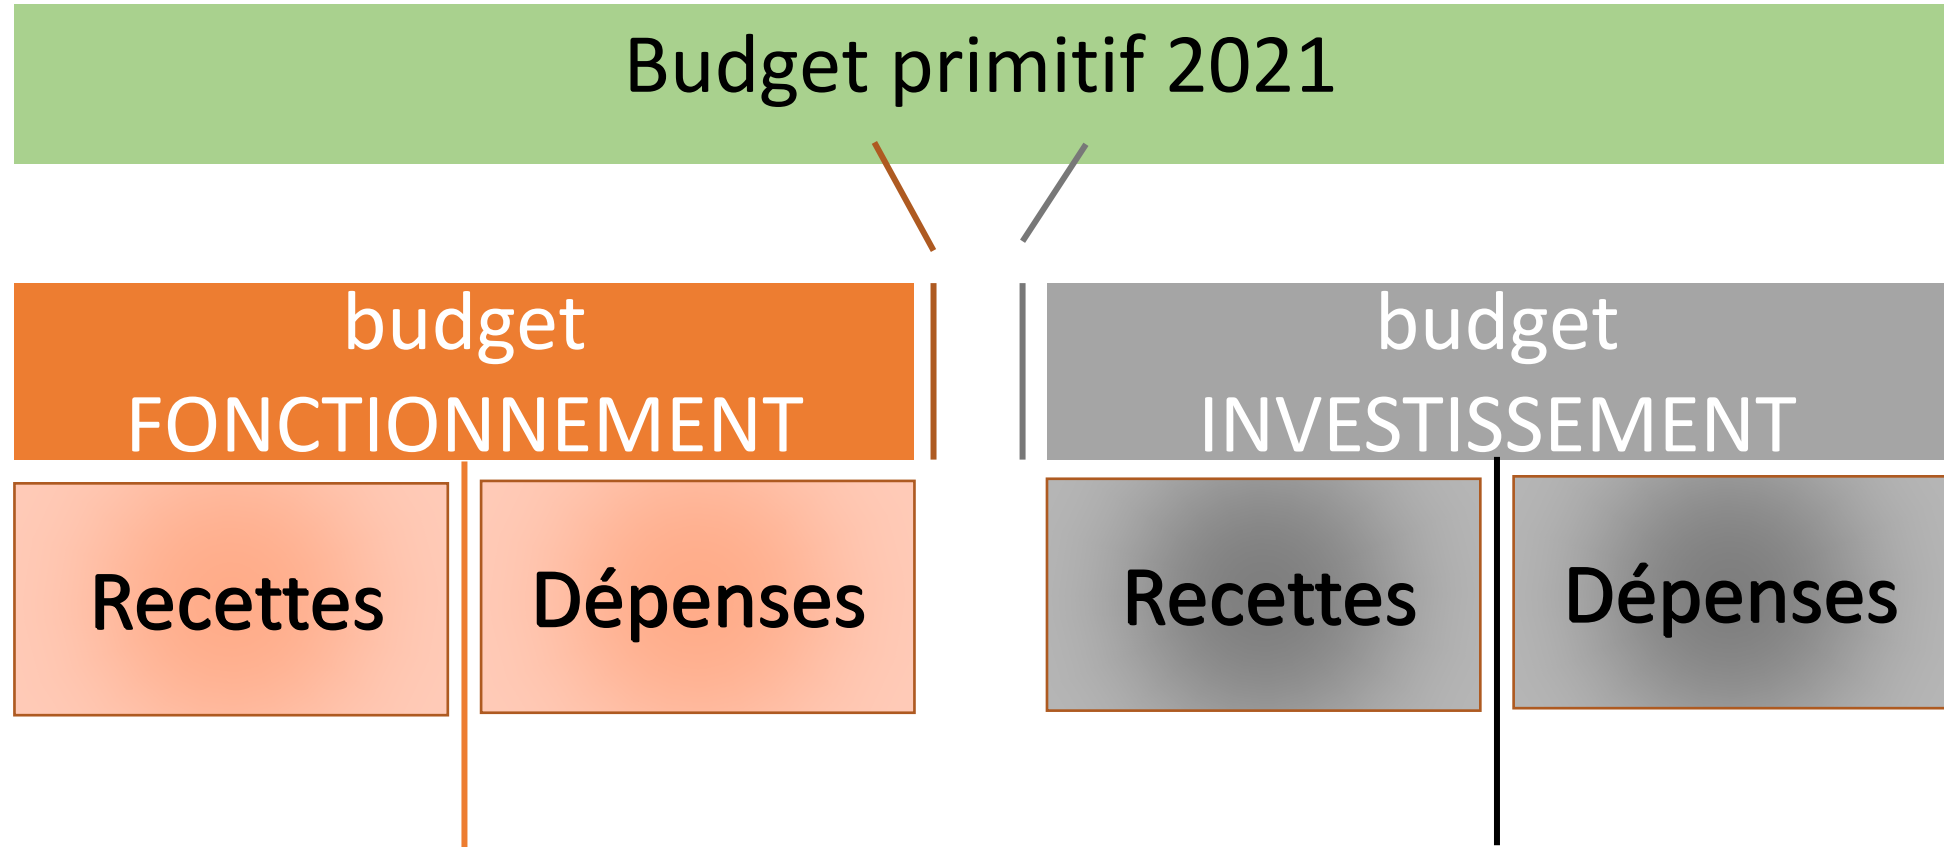 Budget primitif 2021
budget
FONCTIONNEMENT
budget
INVESTISSEMENT
Recettes
Dépenses
Recettes
Dépenses